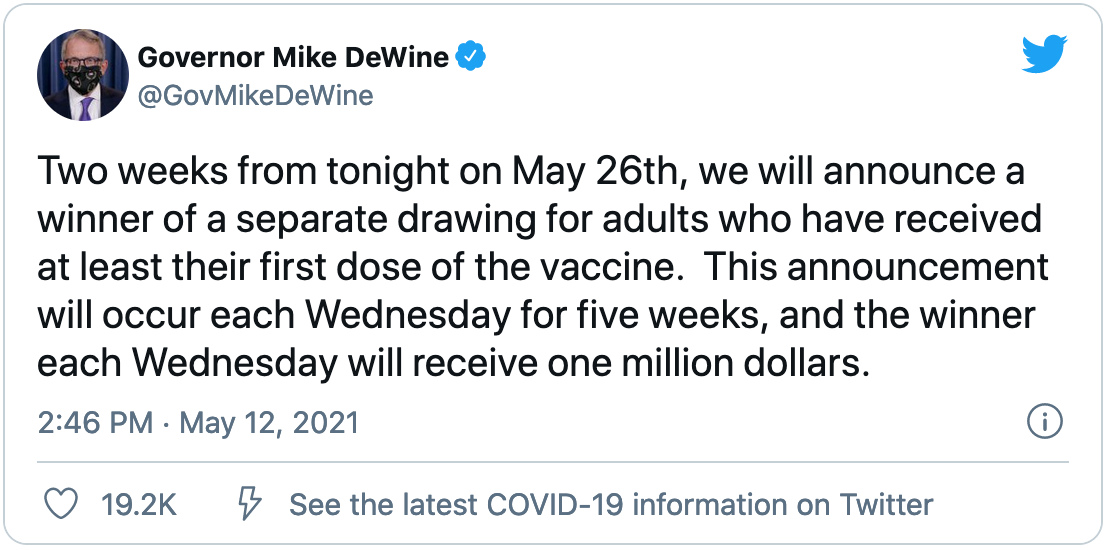 Governor Mike DeWine
@GovMikeDeWine
Two weeks from tonight on May 26th, we will announce a
winner of a separate drawing for adults who have received
at least their first dose of the vaccine.  This announcement
will occur each Wednesday for five weeks, and the winner
each Wednesday will receive one million dollars.
2:46 PM · May 12, 2021
19.2K See the latest COVID-19 information on Twitter